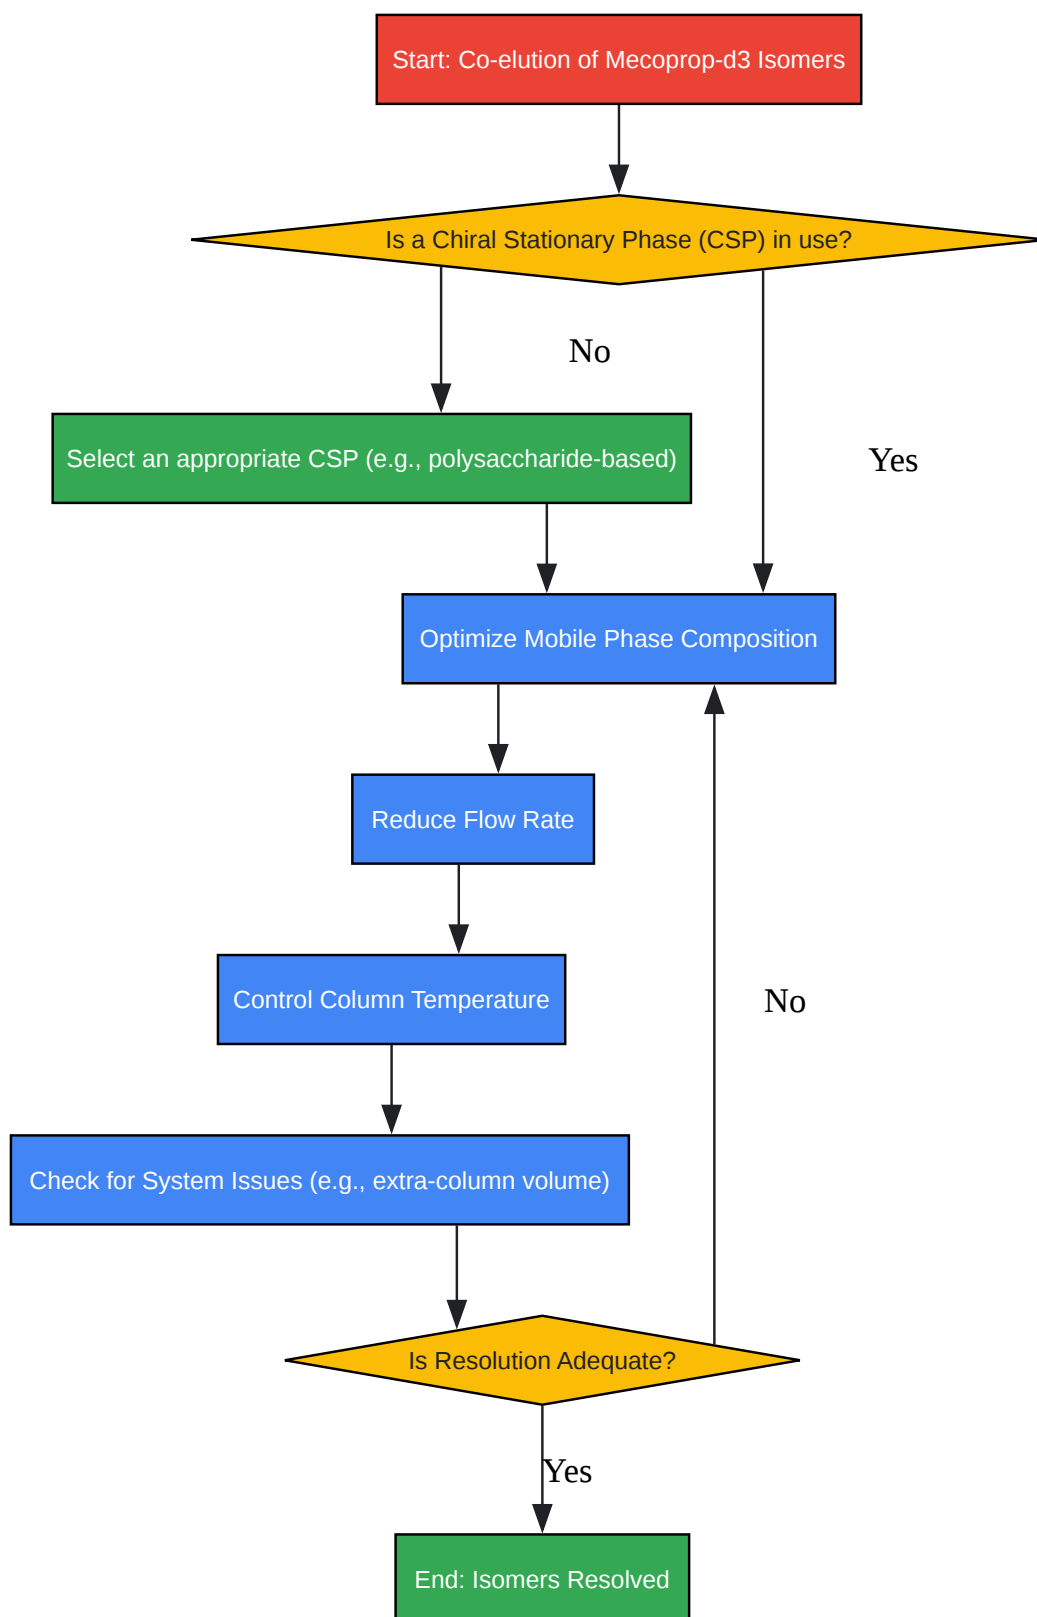 Start: Co-elution of Mecoprop-d3 Isomers
Is a Chiral Stationary Phase (CSP) in use?
No
Select an appropriate CSP (e.g., polysaccharide-based)
Yes
Optimize Mobile Phase Composition
Reduce Flow Rate
Control Column Temperature
No
Check for System Issues (e.g., extra-column volume)
Is Resolution Adequate?
Yes
End: Isomers Resolved